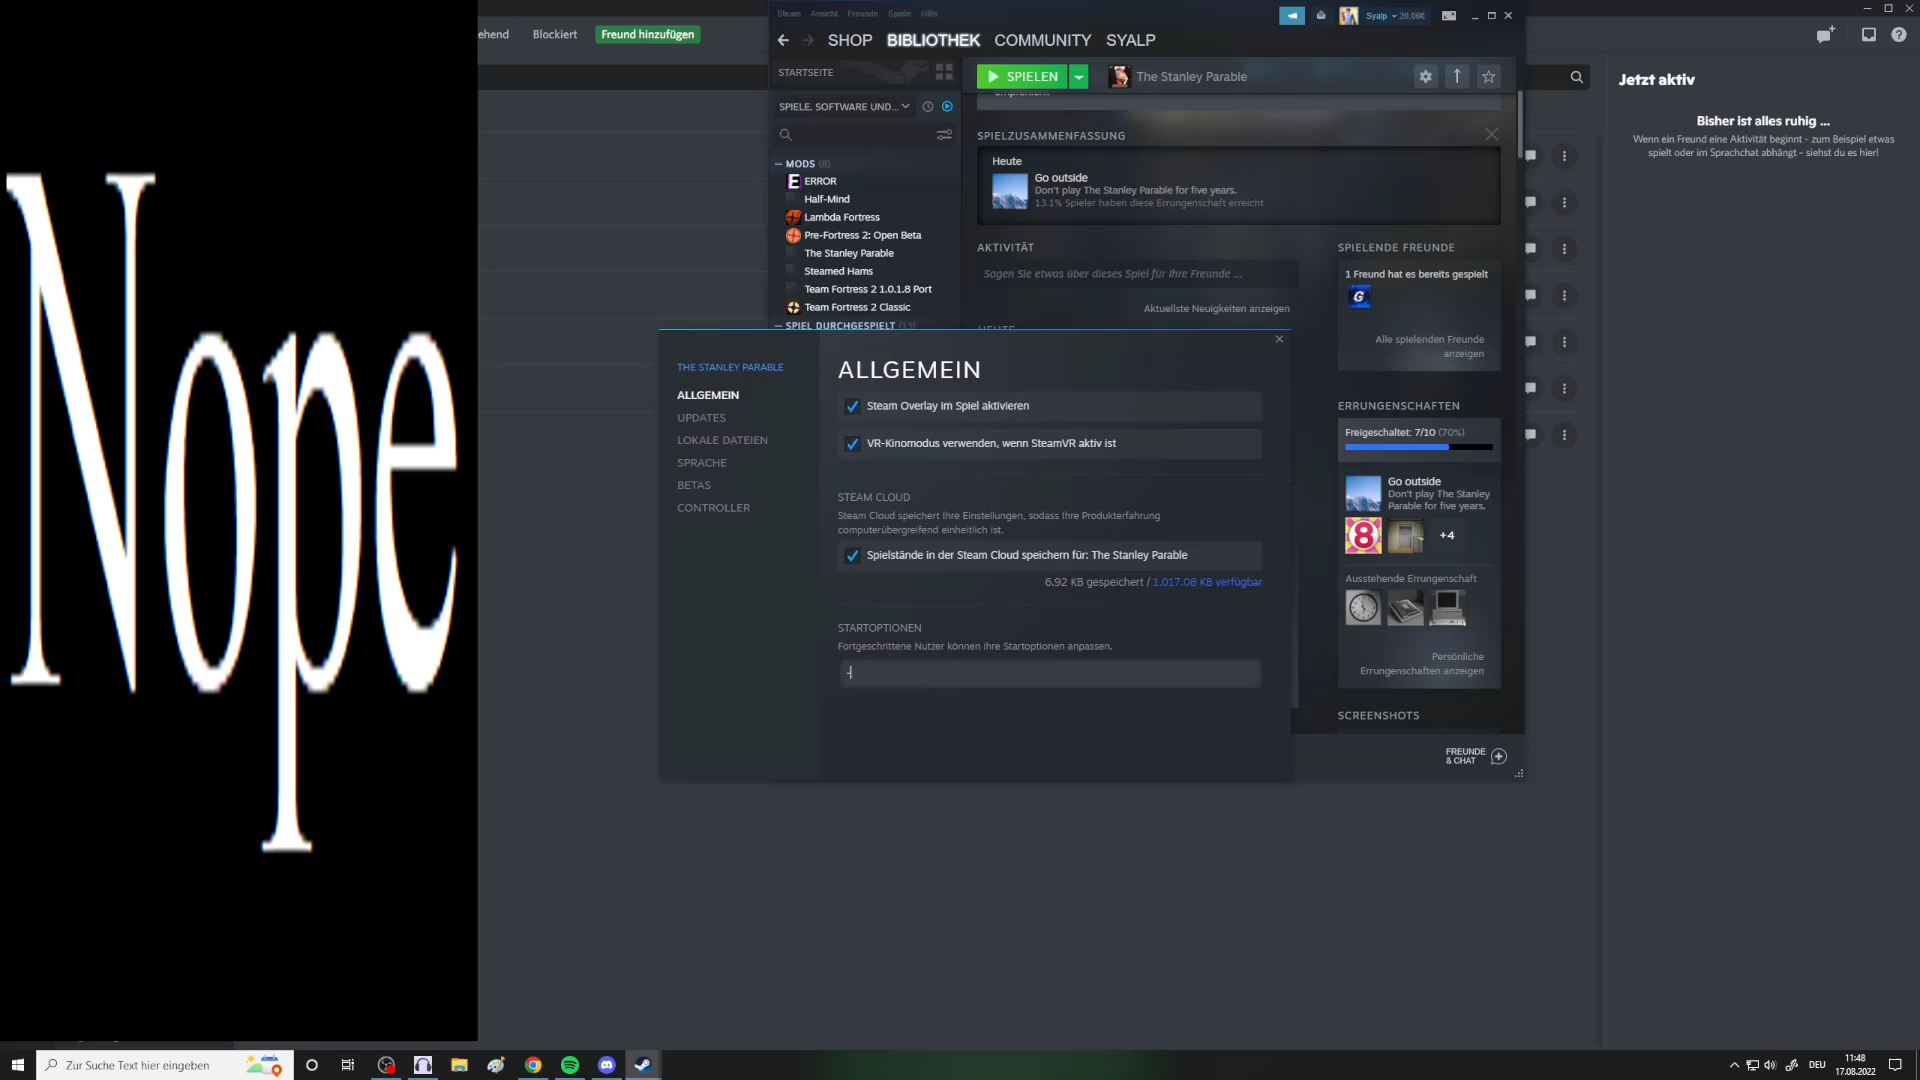 Nope
ehend
Blockiert
Freund hinzufügen
Steam
Ansicht
Freunde
Spiele
Hilfe
Syalp
20,06€
SHOP
BIBLIOTHEK
COMMUNITY
SYALP
STARTSEITE
SPIELE, SOFTWARE UND...
MODS (8)
ERROR
Half-Mind
Lambda Fortress
Pre-Fortress 2: Open Beta
The Stanley Parable
Steamed Hams
Team Fortress 2 1.0.1.8 Port
Team Fortress 2 Classic
SPIEL DURCHGESPIELT (13)
SPIELEN
The Stanley Parable
SPIELZUSAMMENFASSUNG
Heute
Go outside
Don't play The Stanley Parable for five years.
13.1% Spieler haben diese Errungenschaft erreicht
AKTIVITÄT
Sagen Sie etwas über dieses Spiel für Ihre Freunde ...
Aktuellste Neuigkeiten anzeigen
HEUTE
SPIELENDE FREUNDE
1 Freund hat es bereits gespielt
G
Alle spielenden Freunde
anzeigen
ERRUNGENSCHAFTEN
Freigeschaltet: 7/10 (70%)
Go outside
Don't play The Stanley
Parable for five years.
8
+4
Ausstehende Errungenschaft
Persönliche
Errungenschaften anzeigen
SCREENSHOTS
FREUNDE
& CHAT
THE STANLEY PARABLE
ALLGEMEIN
UPDATES
LOKALE DATEIEN
SPRACHE
BETAS
CONTROLLER
ALLGEMEIN
Steam Overlay im Spiel aktivieren
VR-Kinomodus verwenden, wenn SteamVR aktiv ist
STEAM CLOUD
Steam Cloud speichert Ihre Einstellungen, sodass Ihre Produkterfahrung
computerübergreifend einheitlich ist.
Spielstände in der Steam Cloud speichern für: The Stanley Parable
6.92 KB gespeichert / 1,017.08 KB verfügbar
STARTOPTIONEN
Fortgeschrittene Nutzer können ihre Startoptionen anpassen.
-
Jetzt aktiv
Bisher ist alles ruhig ...
Wenn ein Freund eine Aktivität beginnt – zum Beispiel etwas
spielt oder im Sprachchat abhängt – siehst du es hier!
Zur Suche Text hier eingeben
DEU
11:48
17.08.2022